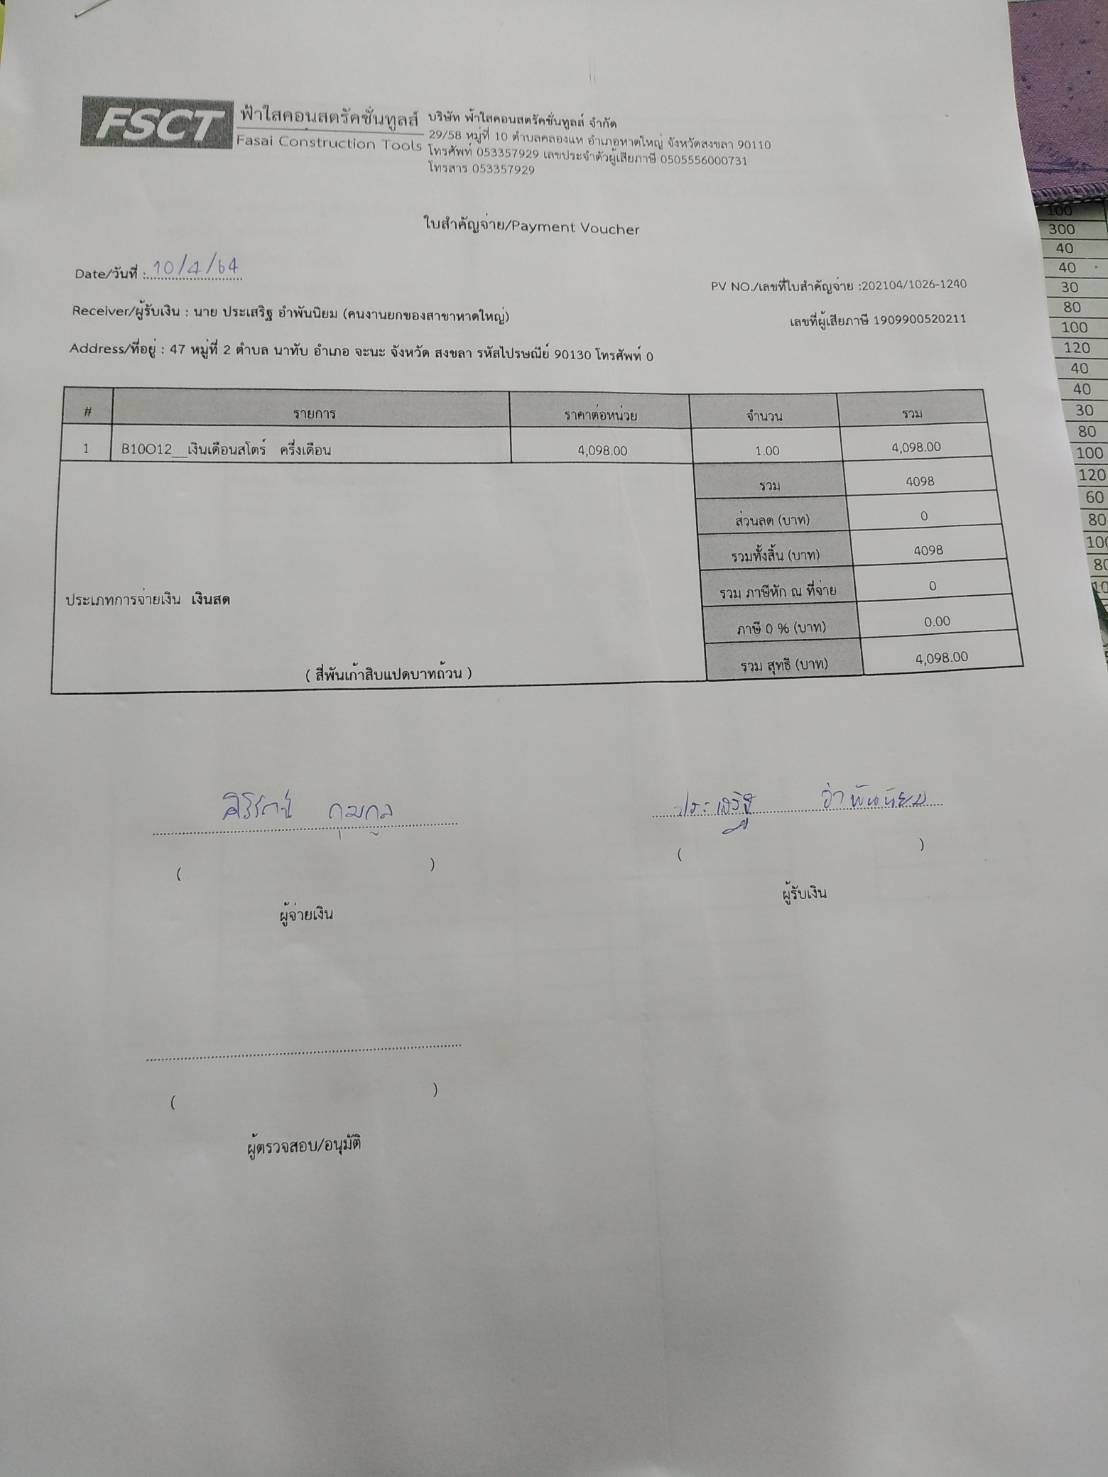 FSCT
ฟ้าใสคอนสตรัคชั่นทูลส์
Fasai Construction Tools
บริษัท ฟ้าใสคอนสตรัคชั่นทูลส์ จำกัด
29/58 หมู่ที่ 10 ตำบลคลองแห อำเภอหาดใหญ่ จังหวัดสงขลา 90110
โทรศัพท์ 053357929 เลขประจำตัวผู้เสียภาษี 0505556000731
โทรสาร 053357929
ใบสำคัญจ่าย/Payment Voucher
Date/วันที่ : 10/4/64
PV NO./เลขที่ใบสำคัญจ่าย :202104/1026-1240
Receiver/ผู้รับเงิน : นาย ประเสริฐ อำพันนิยม (คนงานยกของสาขาหาดใหญ่)
เลขที่ผู้เสียภาษี 1909900520211
Address/ที่อยู่ : 47 หมู่ที่ 2 ตำบล นาทับ อำเภอ จะนะ จังหวัด สงขลา รหัสไปรษณีย์ 90130 โทรศัพท์ 0
# รายการ ราคาต่อหน่วย จำนวน รวม
1 B10O12__เงินเดือนสโตร์ ครึ่งเดือน 4,098.00 1.00 4,098.00
รวม 4098
ส่วนลด (บาท) 0
รวมทั้งสิ้น (บาท) 4098
รวม ภาษีหัก ณ ที่จ่าย 0
ประเภทการจ่ายเงิน เงินสด
ภาษี 0 % (บาท) 0.00
( สี่พันเก้าสิบแปดบาทถ้วน )
รวม สุทธิ (บาท) 4,098.00
ประเสริฐ อำพันนิยม
( )
( )
ผู้จ่ายเงิน
ผู้รับเงิน
( )
ผู้ตรวจสอบ/อนุมัติ
100
300
40
40
30
80
100
120
40
40
30
80
100
120
60
80